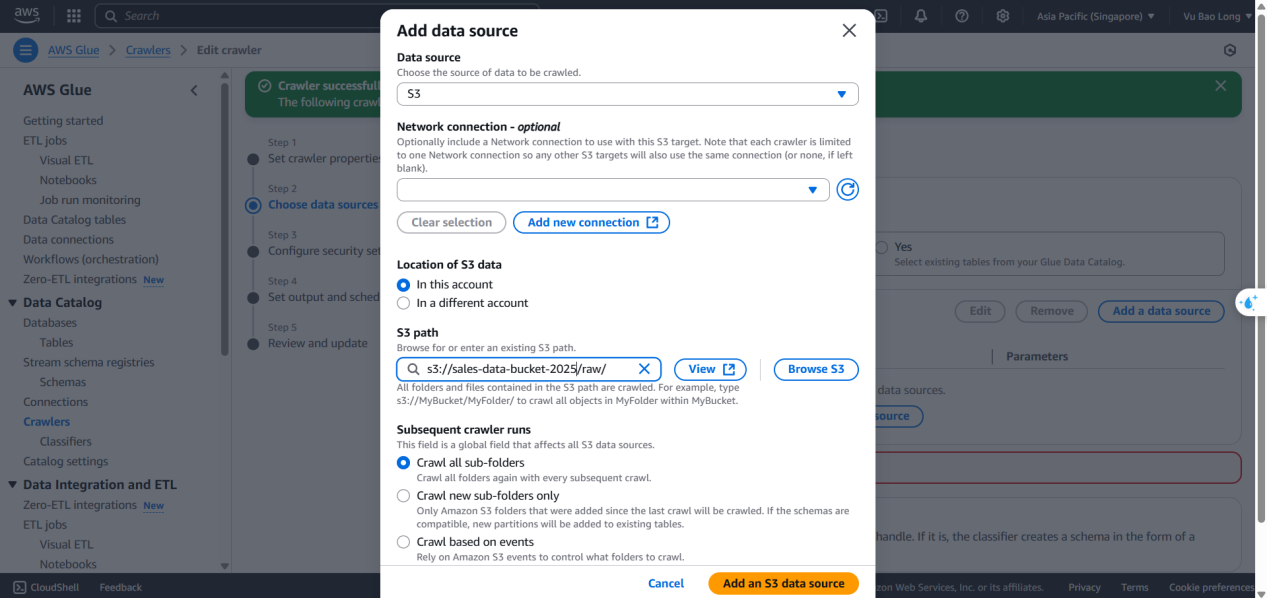 aws
Search
Asia Pacific (Singapore)
Vu Bao Long
AWS Glue
Crawlers
Edit crawler
AWS Glue
Getting started
ETL jobs
Visual ETL
Notebooks
Job run monitoring
Data Catalog tables
Data connections
Workflows (orchestration)
Zero-ETL integrations New
Data Catalog
Databases
Tables
Stream schema registries
Schemas
Connections
Crawlers
Classifiers
Catalog settings
Data Integration and ETL
Zero-ETL integrations New
ETL jobs
Visual ETL
Notebooks
Crawler successfull
The following crawl
Step 1
Set crawler propertie
Step 2
Choose data sources
Step 3
Configure security set
Step 4
Set output and sched
Step 5
Review and update
Add data source
Data source
Choose the source of data to be crawled.
S3
Network connection - optional
Optionally include a Network connection to use with this S3 target. Note that each crawler is limited
to one Network connection so any other S3 targets will also use the same connection (or none, if left
blank).
Clear selection
Add new connection
Location of S3 data
In this account
In a different account
S3 path
Browse for or enter an existing S3 path.
s3://sales-data-bucket-2025/raw/
View
Browse S3
All folders and files contained in the S3 path are crawled. For example, type
s3://MyBucket/MyFolder/ to crawl all objects in MyFolder within MyBucket.
Subsequent crawler runs
This field is a global field that affects all S3 data sources.
Crawl all sub-folders
Crawl all folders again with every subsequent crawl.
Crawl new sub-folders only
Only Amazon S3 folders that were added since the last crawl will be crawled. If the schemas are
compatible, new partitions will be added to existing tables.
Crawl based on events
Rely on Amazon S3 events to control what folders to crawl.
Cancel
Add an S3 data source
Yes
Select existing tables from your Glue Data Catalog.
Edit
Remove
Add a data source
Parameters
data sources.
source
handle. If it is, the classifier creates a schema in the form of a
CloudShell
Feedback
zon Web Services, Inc. or its affiliates.
Privacy
Terms
Cookie preferences